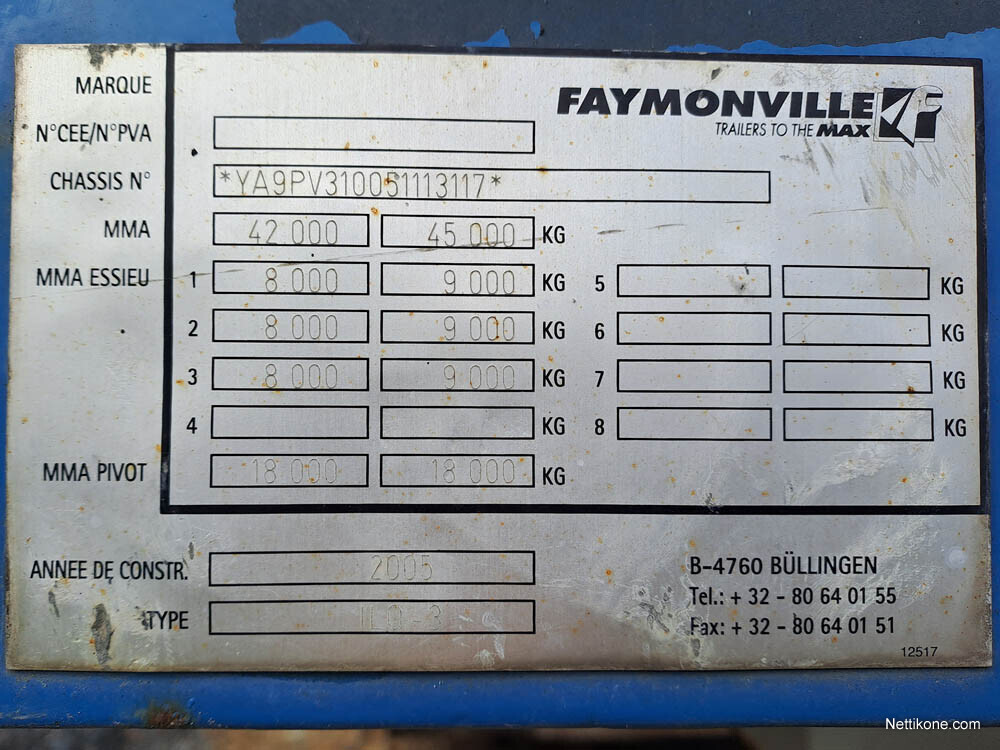 MARQUE
FAYMONVILLE
TRAILERS TO THE MAX
N°CEE/N°PVA
CHASSIS N° *YA9PV310051113117*
MMA 42 000 45 000 KG
MMA ESSIEU 1 8 000 9 000 KG 5 KG
2 8 000 9 000 KG 6 KG
3 8 000 9 000 KG 7 KG
4 KG 8 KG
MMA PIVOT 18 000 18 000 KG
ANNEE DE CONSTR. 2005
TYPE
B-4760 BÜLLINGEN
Tel.: + 32 - 80 64 01 55
Fax: + 32 - 80 64 01 51
12517
Nettikone.com